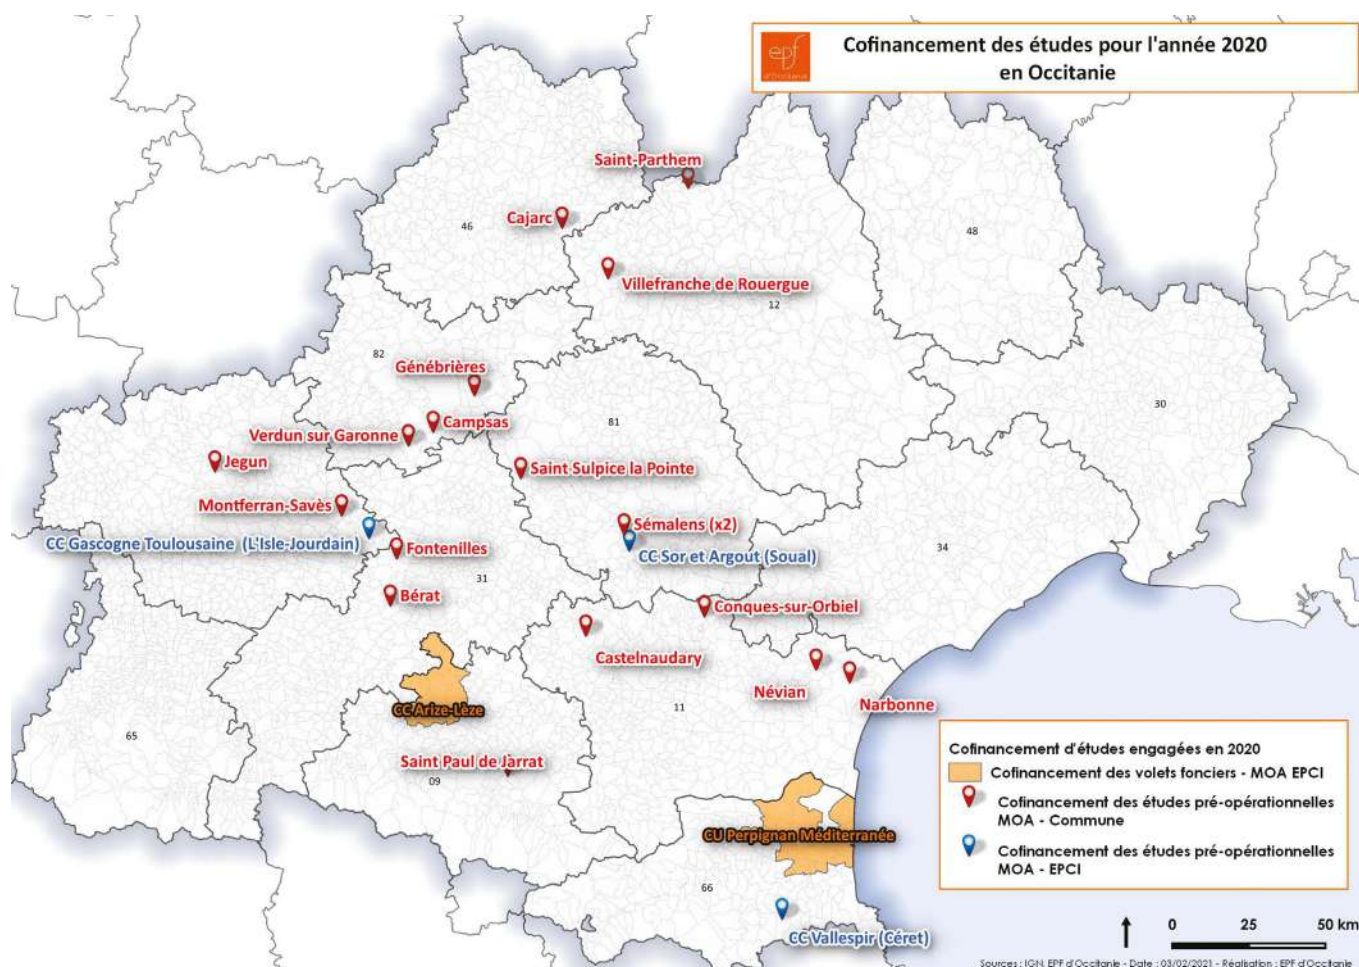 epf
d'Occitanie
Cofinancement des études pour l'année 2020
en Occitanie
Saint-Parthem
Cajarc
46
48
Villefranche de Rouergue
12
82
Génébrières
30
Campsas
81
Verdun sur Garonne
Jegun
Saint Sulpice la Pointe
Montferran-Savès
Sémalens (x2)
CC Gascogne Toulousaine (L'Isle-Jourdain)
Fontenilles
CC Sor et Argout (Soual)
34
31
Bérat
Conques-sur-Orbiel
Castelnaudary
Névian
Narbonne
CC Arize-Lèze
11
65
Saint Paul de Jarrat
09
CU Perpignan Méditerranée
66
CC Vallespir (Céret)
Cofinancement d'études engagées en 2020
Cofinancement des volets fonciers - MOA EPCI
Cofinancement des études pré-opérationnelles
MOA - Commune
Cofinancement des études pré-opérationnelles
MOA - EPCI
0 25 50 km
Sources : IGN, EPF d'Occitanie - Date : 03/02/2021 - Réalisation : EPF d'Occitanie